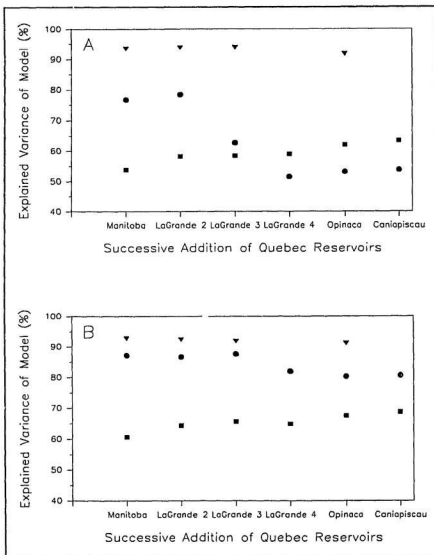 A
Explained Variance of Model (%)
100
90
80
70
60
50
40
Manitoba LaGrande 2 LaGrande 3 LaGrande 4 Opinaca Caniapiscau
Successive Addition of Quebec Reservoirs
B
Explained Variance of Model (%)
100
90
80
70
60
50
40
Manitoba LaGrande 2 LaGrande 3 LaGrande 4 Opinaca Caniapiscau
Successive Addition of Quebec Reservoirs